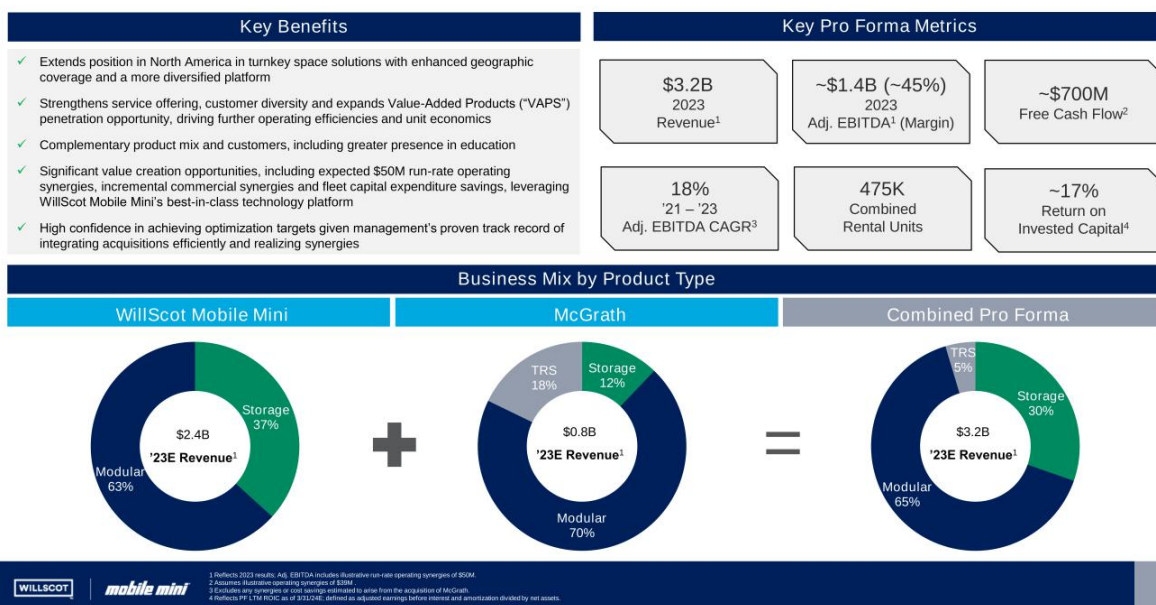 Key Benefits
✓ Extends position in North America in turnkey space solutions with enhanced geographic
coverage and a more diversified platform
✓ Strengthens service offering, customer diversity and expands Value-Added Products (“VAPS”)
penetration opportunity, driving further operating efficiencies and unit economics
✓ Complementary product mix and customers, including greater presence in education
✓ Significant value creation opportunities, including expected $50M run-rate operating
synergies, incremental commercial synergies and fleet capital expenditure savings, leveraging
WillScot Mobile Mini’s best-in-class technology platform
✓ High confidence in achieving optimization targets given management’s proven track record of
integrating acquisitions efficiently and realizing synergies
Key Pro Forma Metrics
$3.2B
2023
Revenue¹
~$1.4B (~45%)
2023
Adj. EBITDA¹ (Margin)
~$700M
Free Cash Flow²
18%
’21 – ’23
Adj. EBITDA CAGR³
475K
Combined
Rental Units
~17%
Return on
Invested Capital⁴
Business Mix by Product Type
WillScot Mobile Mini
Storage
37%
$2.4B
’23E Revenue¹
Modular
63%
McGrath
TRS
18%
Storage
12%
$0.8B
’23E Revenue¹
Modular
70%
Combined Pro Forma
TRS
5%
Storage
30%
$3.2B
’23E Revenue¹
Modular
65%
WILLSCOT
mobile mini
1 Reflects 2023 results; Adj. EBITDA includes illustrative run-rate operating synergies of $50M.
2 Assumes illustrative operating synergies of $39M .
3 Excludes any synergies or cost savings estimated to arise from the acquisition of McGrath.
4 Reflects PF LTM ROIC as of 3/31/24E; defined as adjusted earnings before interest and amortization divided by net assets.